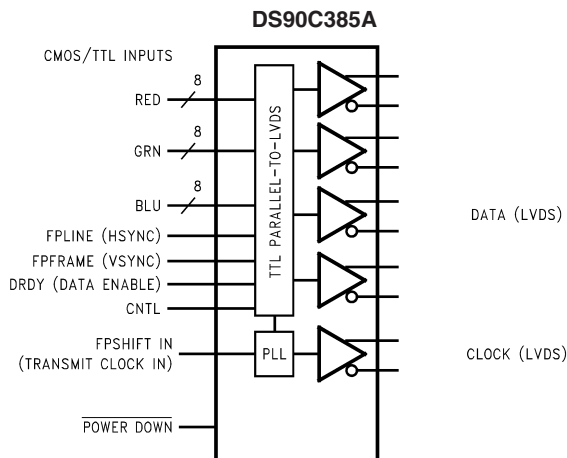 DS90C385A
CMOS/TTL INPUTS
8
RED
8
GRN
8
BLU
FPLINE (HSYNC)
FPFRAME (VSYNC)
DRDY (DATA ENABLE)
CNTL
FPSHIFT IN
(TRANSMIT CLOCK IN)
POWER DOWN
TTL PARALLEL-TO-LVDS
PLL
DATA (LVDS)
CLOCK (LVDS)